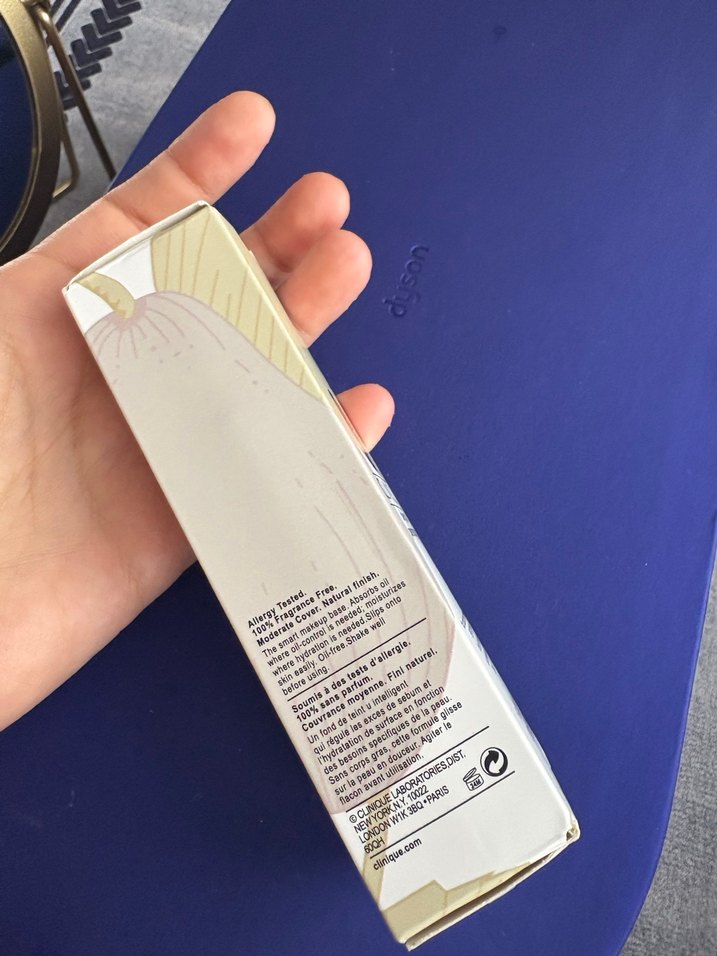 dyson
Allergy Tested.
100% Fragrance Free.
Moderate Cover. Natural finish.
The smart makeup base. Absorbs oil
where oil-control is needed; moisturizes
where hydration is needed.Slips onto
skin easily. Oil-free.Shake well
before using.
Soumis à des tests d'allergie.
100% sans parfum.
Couvrance moyenne. Fini naturel.
Un fond de teint u intelligent
qui régule les exces de sebum et
l'hydratation de surface en fonction
des besoins spécifiques de la peau.
Sans corps gras, cette formule glisse
sur la peau en douceur. Agiter le
flacon avant utilisation.
© CLINIQUE LABORATORIES,DIST.
NEW YORK,N.Y. 10022
LONDON W1K 3BQ •PARIS
60QH
24M
clinique.com